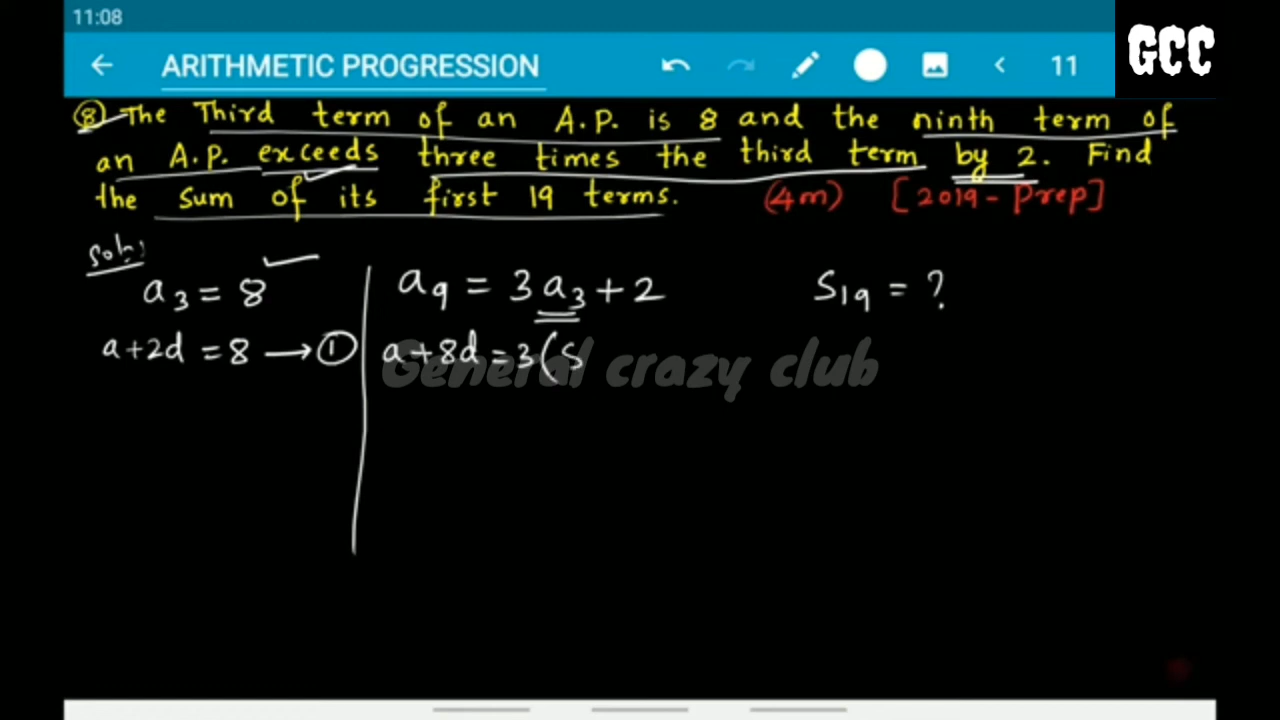 11:08
GCC
ARITHMETIC PROGRESSION
11
8 The Third term of an A.P. is 8 and the ninth term of
an A.P. exceeds three times the third term by 2. Find
the sum of its first 19 terms. (4m) [2019 - Prep]
Soln:
a₃ = 8
a₉ = 3a₃ + 2
S₁₉ = ?
a+2d = 8 → ①
a+8d = 3(8
General crazy club